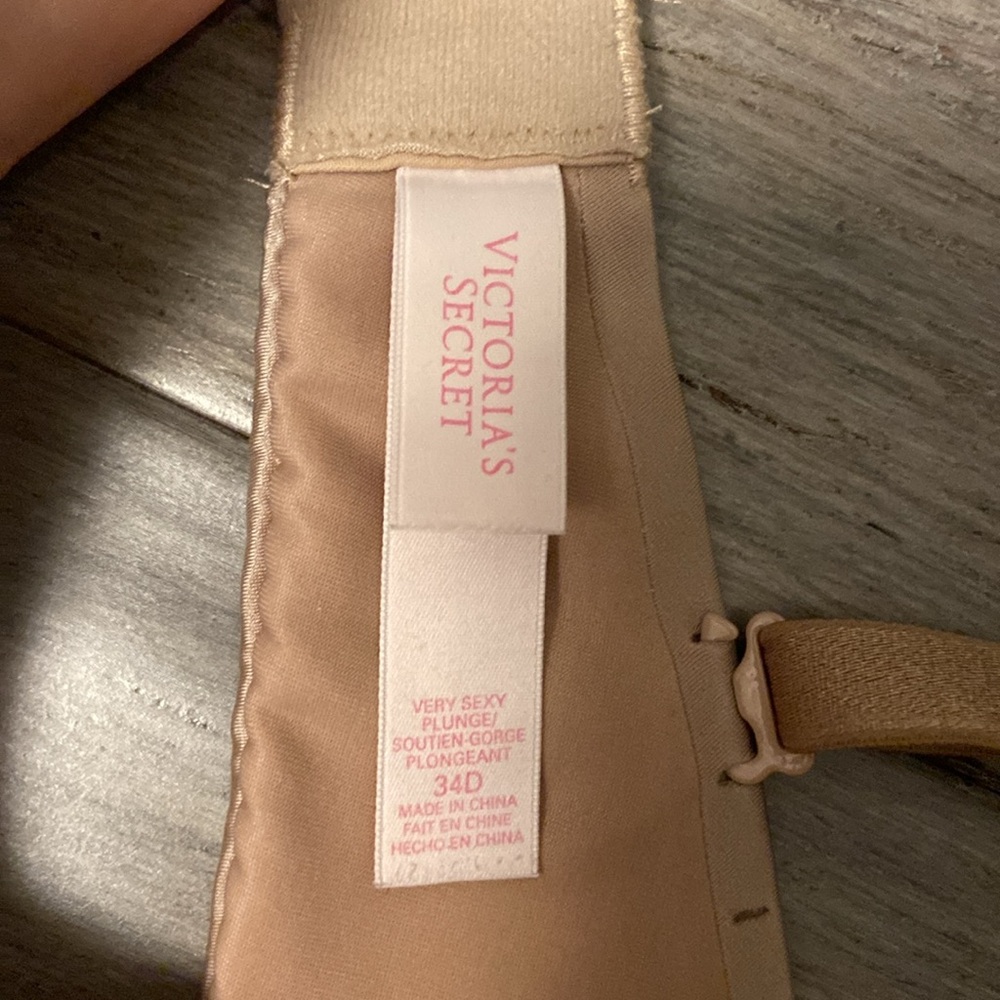 VICTORIA'S
SECRET
VERY SEXY
PLUNGE/
SOUTIEN-GORGE
PLONGEANT
34D
MADE IN CHINA
FAIT EN CHINE
HECHO EN CHINA